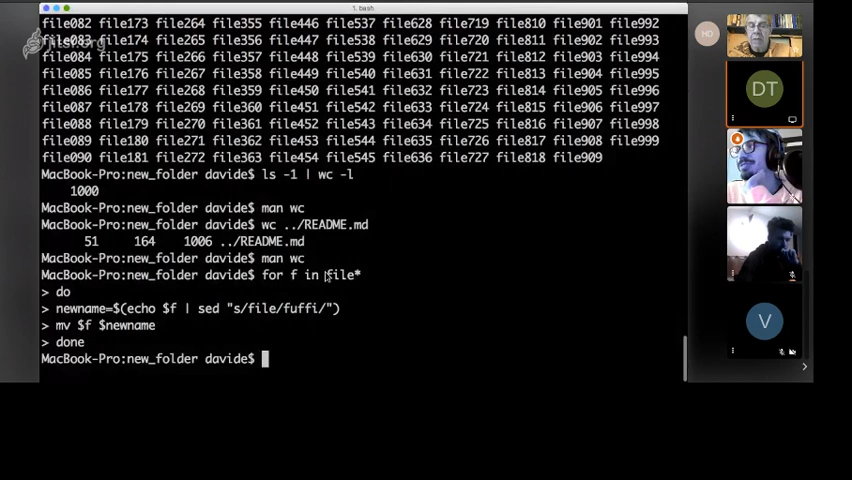 1. bash
file082 file173 file264 file355 file446 file537 file628 file719 file810 file901 file992
file083 file174 file265 file356 file447 file538 file629 file720 file811 file902 file993
file084 file175 file266 file357 file448 file539 file630 file721 file812 file903 file994
file085 file176 file267 file358 file449 file540 file631 file722 file813 file904 file995
file086 file177 file268 file359 file450 file541 file632 file723 file814 file905 file996
file087 file178 file269 file360 file451 file542 file633 file724 file815 file906 file997
file088 file179 file270 file361 file452 file543 file634 file725 file816 file907 file998
file089 file180 file271 file362 file453 file544 file635 file726 file817 file908 file999
file090 file181 file272 file363 file454 file545 file636 file727 file818 file909
MacBook-Pro:new_folder davide$ ls -1 | wc -l
1000
MacBook-Pro:new_folder davide$ man wc
MacBook-Pro:new_folder davide$ wc ../README.md
51 164 1006 ../README.md
MacBook-Pro:new_folder davide$ man wc
MacBook-Pro:new_folder davide$ for f in file*
> do
> newname=$(echo $f | sed "s/file/fuffi/")
> mv $f $newname
> done
MacBook-Pro:new_folder davide$
jitsi.org
HD
DT
V